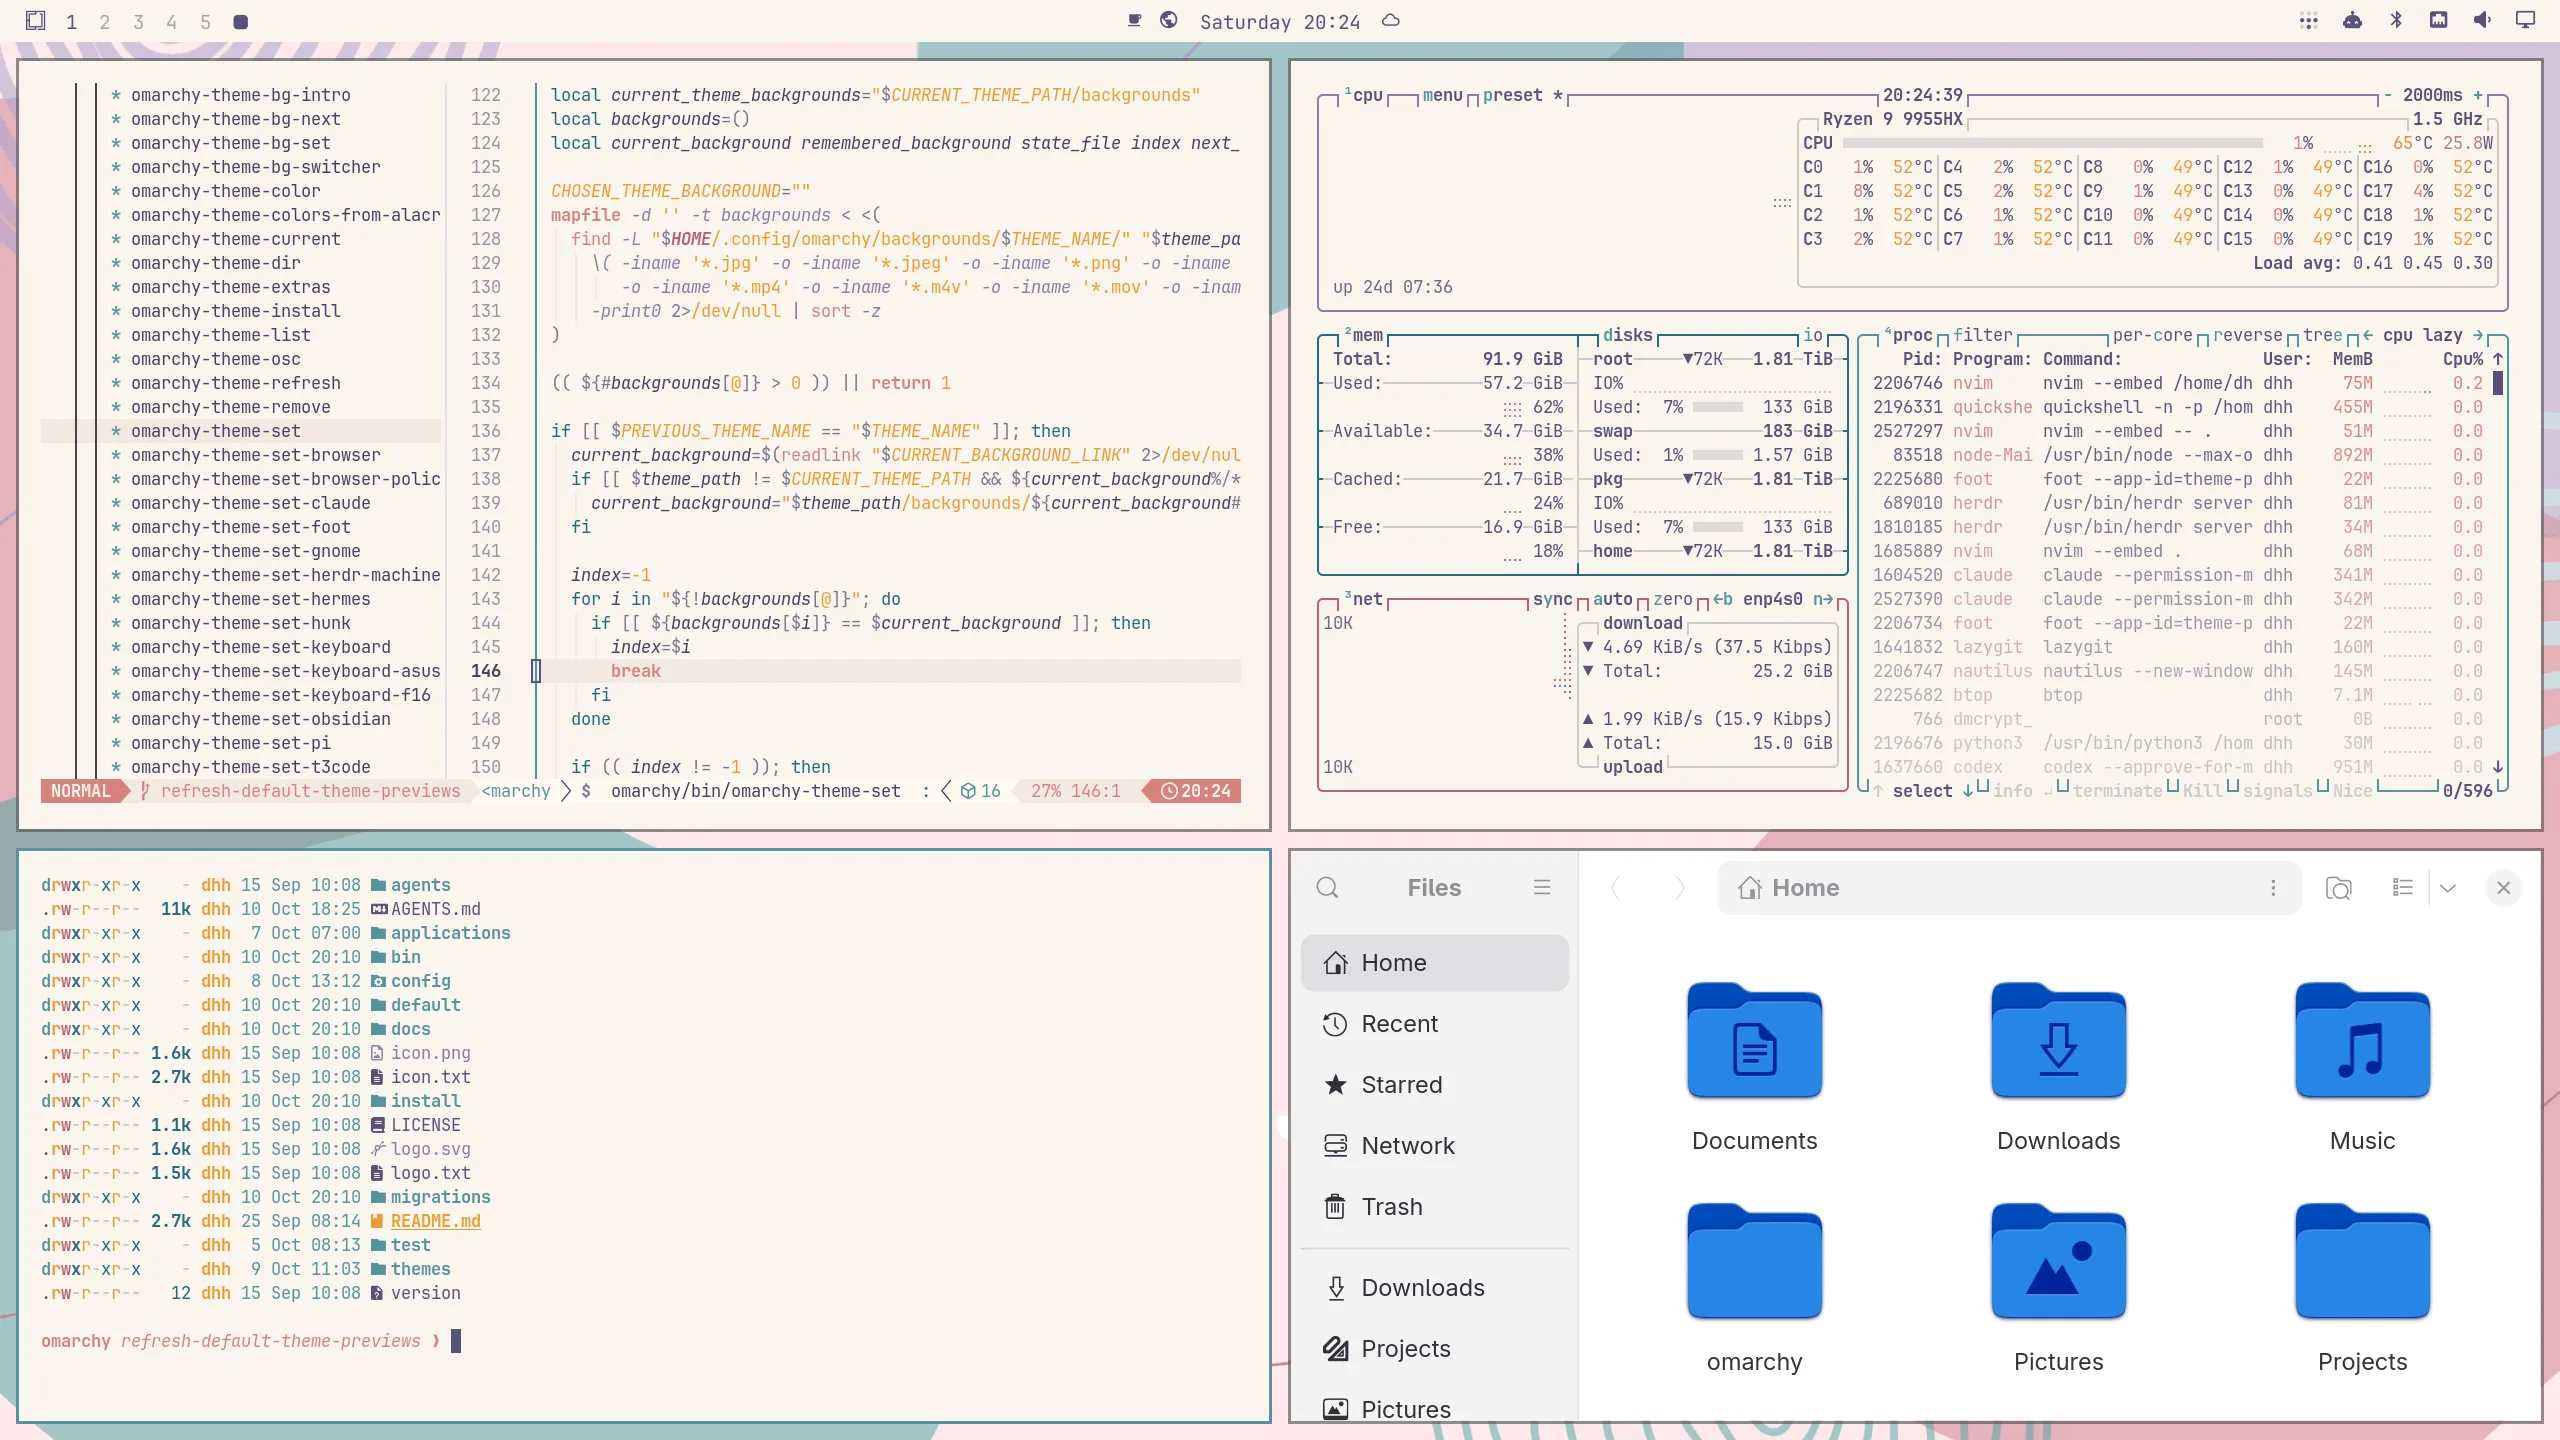 1 2 3 4 5
Saturday 20:24
* omarchy-theme-bg-intro
* omarchy-theme-bg-next
* omarchy-theme-bg-set
* omarchy-theme-bg-switcher
* omarchy-theme-color
* omarchy-theme-colors-from-alacr
* omarchy-theme-current
* omarchy-theme-dir
* omarchy-theme-extras
* omarchy-theme-install
* omarchy-theme-list
* omarchy-theme-osc
* omarchy-theme-refresh
* omarchy-theme-remove
* omarchy-theme-set
* omarchy-theme-set-browser
* omarchy-theme-set-browser-polic
* omarchy-theme-set-claude
* omarchy-theme-set-foot
* omarchy-theme-set-gnome
* omarchy-theme-set-herdr-machine
* omarchy-theme-set-hermes
* omarchy-theme-set-hunk
* omarchy-theme-set-keyboard
* omarchy-theme-set-keyboard-asus
* omarchy-theme-set-keyboard-f16
* omarchy-theme-set-obsidian
* omarchy-theme-set-pi
* omarchy-theme-set-t3code
122 local current_theme_backgrounds="$CURRENT_THEME_PATH/backgrounds"
123 local backgrounds=()
124 local current_background remembered_background state_file index next_
125
126 CHOSEN_THEME_BACKGROUND=""
127 mapfile -d '' -t backgrounds < <(
128 find -L "$HOME/.config/omarchy/backgrounds/$THEME_NAME/" "$theme_pa
129 \( -iname '*.jpg' -o -iname '*.jpeg' -o -iname '*.png' -o -iname
130 -o -iname '*.mp4' -o -iname '*.m4v' -o -iname '*.mov' -o -inam
131 -print0 2>/dev/null | sort -z
132 )
133
134 (( ${#backgrounds[@]} > 0 )) || return 1
135
136 if [[ $PREVIOUS_THEME_NAME == "$THEME_NAME" ]]; then
137 current_background=$(readlink "$CURRENT_BACKGROUND_LINK" 2>/dev/nul
138 if [[ $theme_path != $CURRENT_THEME_PATH && ${current_background%/*
139 current_background="$theme_path/backgrounds/${current_background#
140 fi
141
142 index=-1
143 for i in "${!backgrounds[@]}"; do
144 if [[ ${backgrounds[$i]} == $current_background ]]; then
145 index=$i
146 break
147 fi
148 done
149
150 if (( index != -1 )); then
NORMAL refresh-default-theme-previews <marchy $ omarchy/bin/omarchy-theme-set : 16 27% 146:1 20:24
¹cpu menu preset * 20:24:39 - 2000ms +
Ryzen 9 9955HX 1.5 GHz
CPU 1% 65°C 25.8W
C0 1% 52°C C4 2% 52°C C8 0% 49°C C12 1% 49°C C16 0% 52°C
C1 8% 52°C C5 2% 52°C C9 1% 49°C C13 0% 49°C C17 4% 52°C
C2 1% 52°C C6 1% 52°C C10 0% 49°C C14 0% 49°C C18 1% 52°C
C3 2% 52°C C7 1% 52°C C11 0% 49°C C15 0% 49°C C19 1% 52°C
Load avg: 0.41 0.45 0.30
up 24d 07:36
²mem
Total: 91.9 GiB
Used: 57.2 GiB
62%
Available: 34.7 GiB
38%
Cached: 21.7 GiB
24%
Free: 16.9 GiB
18%
disks io
root ▼72K 1.81 TiB
IO%
Used: 7% 133 GiB
swap 183 GiB
Used: 1% 1.57 GiB
pkg ▼72K 1.81 TiB
IO%
Used: 7% 133 GiB
home ▼72K 1.81 TiB
³net sync auto zero ←b enp4s0 n→
10K
download
▼ 4.69 KiB/s (37.5 Kibps)
▼ Total: 25.2 GiB
▲ 1.99 KiB/s (15.9 Kibps)
▲ Total: 15.0 GiB
10K
upload
⁴proc filter per-core reverse tree ← cpu lazy →
Pid: Program: Command: User: MemB Cpu% ↑
2206746 nvim nvim --embed /home/dh dhh 75M 0.2
2196331 quickshe quickshell -n -p /hom dhh 455M 0.0
2527297 nvim nvim --embed -- . dhh 51M 0.0
83518 node-Mai /usr/bin/node --max-o dhh 892M 0.0
2225680 foot foot --app-id=theme-p dhh 22M 0.0
689010 herdr /usr/bin/herdr server dhh 81M 0.0
1810185 herdr /usr/bin/herdr server dhh 34M 0.0
1685889 nvim nvim --embed . dhh 68M 0.0
1604520 claude claude --permission-m dhh 341M 0.0
2527390 claude claude --permission-m dhh 342M 0.0
2206734 foot foot --app-id=theme-p dhh 22M 0.0
1641832 lazygit lazygit dhh 160M 0.0
2206747 nautilus nautilus --new-window dhh 145M 0.0
2225682 btop btop dhh 7.1M 0.0
766 dmcrypt_ root 0B 0.0
2196676 python3 /usr/bin/python3 /hom dhh 30M 0.0
1637660 codex codex --approve-for-m dhh 951M 0.0 ↓
↑ select ↓ info ↵ terminate Kill signals Nice 0/596
drwxr-xr-x - dhh 15 Sep 10:08 agents
.rw-r--r-- 11k dhh 10 Oct 18:25 AGENTS.md
drwxr-xr-x - dhh 7 Oct 07:00 applications
drwxr-xr-x - dhh 10 Oct 20:10 bin
drwxr-xr-x - dhh 8 Oct 13:12 config
drwxr-xr-x - dhh 10 Oct 20:10 default
drwxr-xr-x - dhh 10 Oct 20:10 docs
.rw-r--r-- 1.6k dhh 15 Sep 10:08 icon.png
.rw-r--r-- 2.7k dhh 15 Sep 10:08 icon.txt
drwxr-xr-x - dhh 10 Oct 20:10 install
.rw-r--r-- 1.1k dhh 15 Sep 10:08 LICENSE
.rw-r--r-- 1.6k dhh 15 Sep 10:08 logo.svg
.rw-r--r-- 1.5k dhh 15 Sep 10:08 logo.txt
drwxr-xr-x - dhh 10 Oct 20:10 migrations
.rw-r--r-- 2.7k dhh 25 Sep 08:14 README.md
drwxr-xr-x - dhh 5 Oct 08:13 test
drwxr-xr-x - dhh 9 Oct 11:03 themes
.rw-r--r-- 12 dhh 15 Sep 10:08 version
omarchy refresh-default-theme-previews ❯
Files
Home
Recent
Starred
Network
Trash
Downloads
Projects
Pictures
Home
Documents Downloads Music
omarchy Pictures Projects